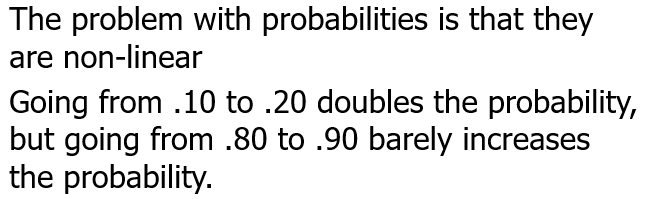 The problem with probabilities is that they
are non-linear
Going from .10 to .20 doubles the probability,
but going from .80 to .90 barely increases
the probability.